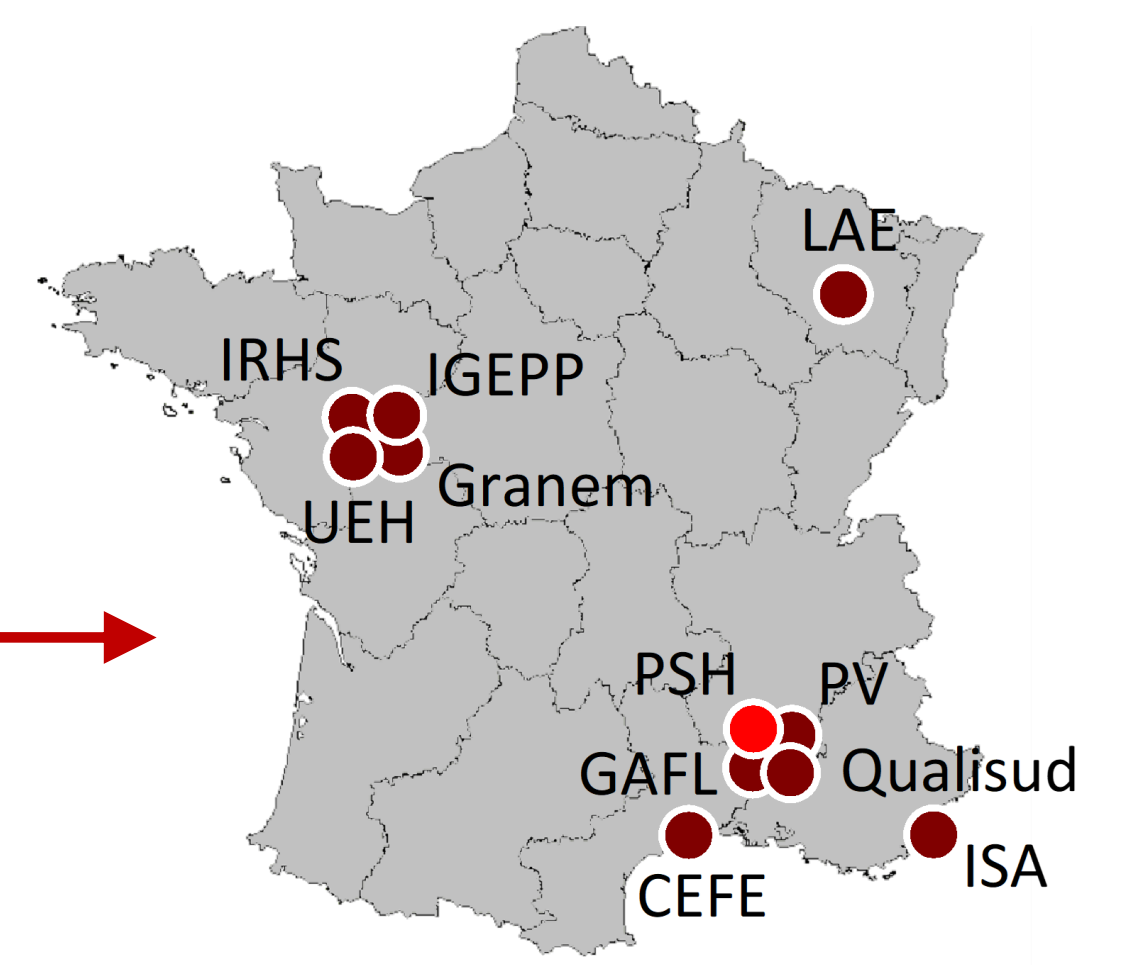 LAE
IRHS
IGEPP
Granem
UEH
PSH
PV
GAFL
Qualisud
ISA
CEFE